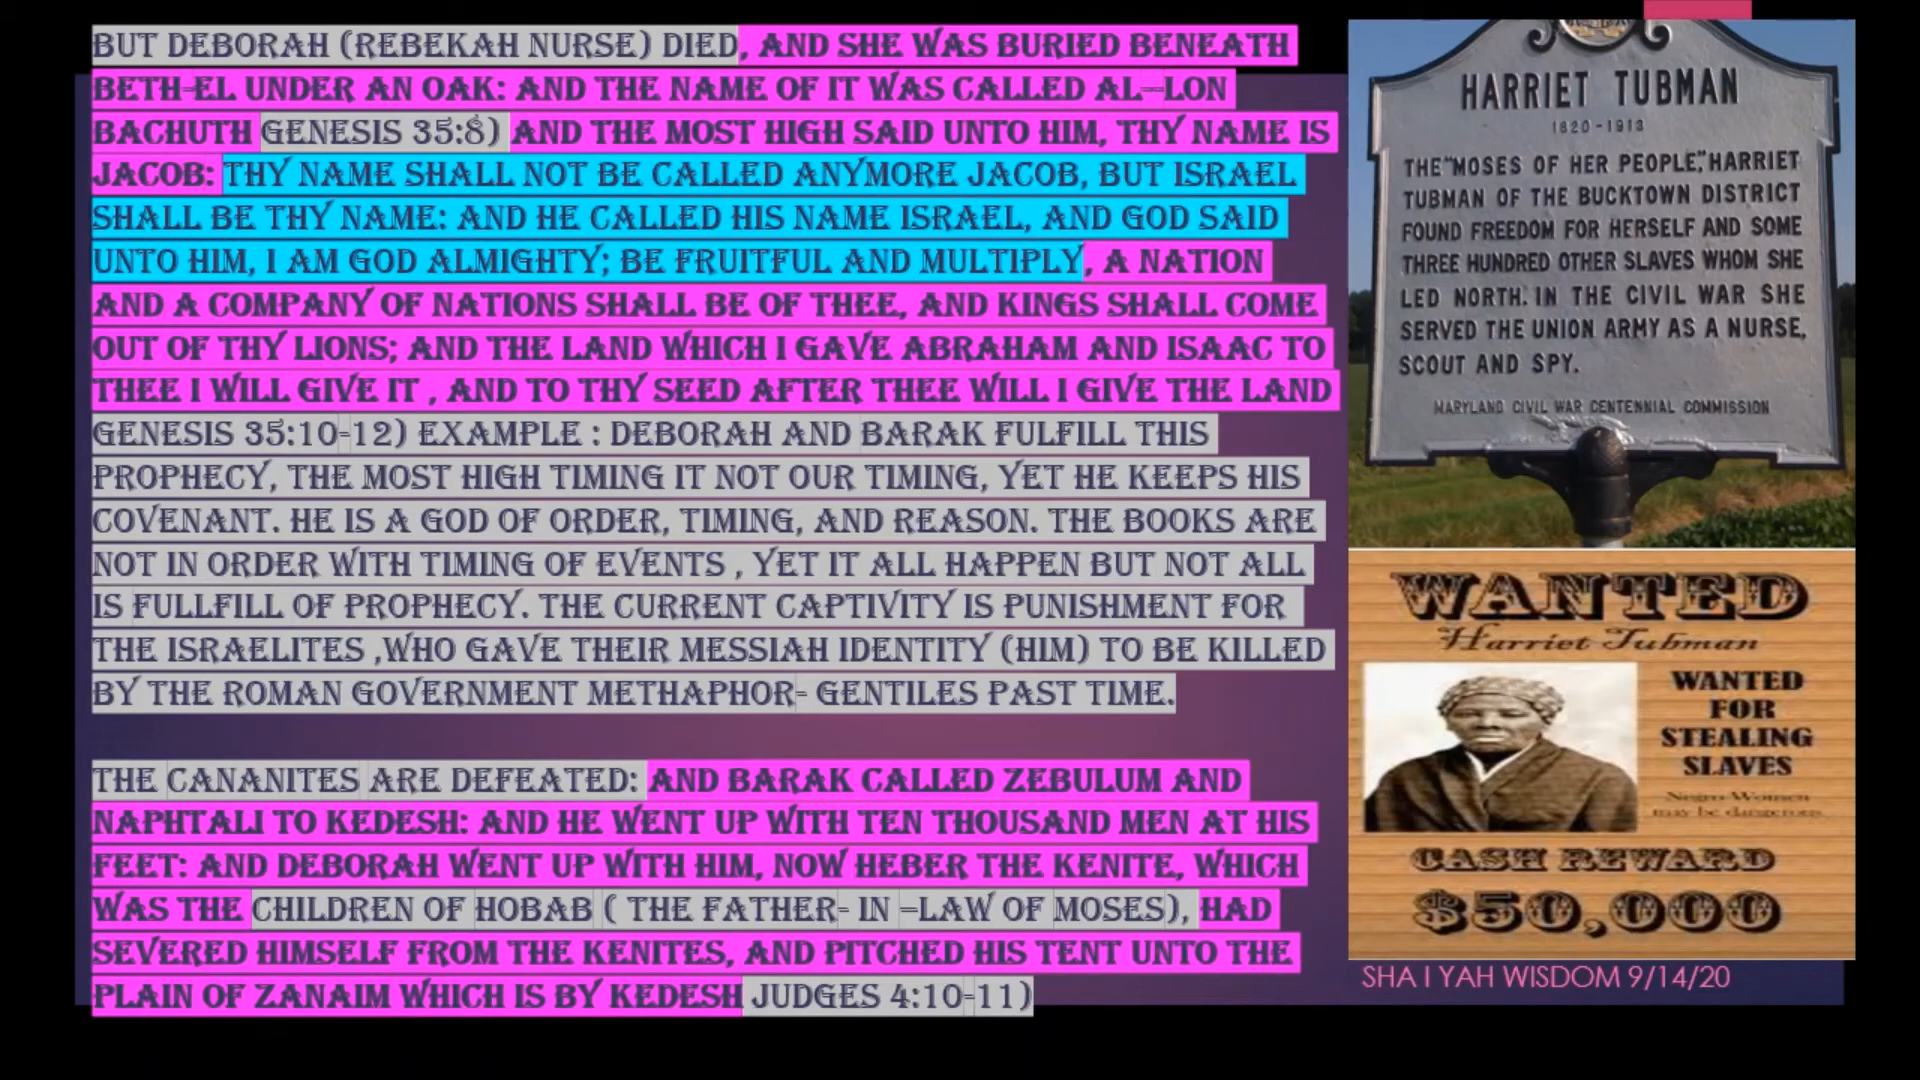 BUT DEBORAH (REBEKAH NURSE) DIED, AND SHE WAS BURIED BENEATH
BETH-EL UNDER AN OAK: AND THE NAME OF IT WAS CALLED AL--LON
BACHUTH GENESIS 35:8) AND THE MOST HIGH SAID UNTO HIM, THY NAME IS
JACOB: THY NAME SHALL NOT BE CALLED ANYMORE JACOB, BUT ISRAEL
SHALL BE THY NAME: AND HE CALLED HIS NAME ISRAEL, AND GOD SAID
UNTO HIM, I AM GOD ALMIGHTY; BE FRUITFUL AND MULTIPLY, A NATION
AND A COMPANY OF NATIONS SHALL BE OF THEE, AND KINGS SHALL COME
OUT OF THY LIONS; AND THE LAND WHICH I GAVE ABRAHAM AND ISAAC TO
THEE I WILL GIVE IT , AND TO THY SEED AFTER THEE WILL I GIVE THE LAND
GENESIS 35:10-12) EXAMPLE : DEBORAH AND BARAK FULFILL THIS
PROPHECY, THE MOST HIGH TIMING IT NOT OUR TIMING, YET HE KEEPS HIS
COVENANT. HE IS A GOD OF ORDER, TIMING, AND REASON. THE BOOKS ARE
NOT IN ORDER WITH TIMING OF EVENTS , YET IT ALL HAPPEN BUT NOT ALL
IS FULLFILL OF PROPHECY. THE CURRENT CAPTIVITY IS PUNISHMENT FOR
THE ISRAELITES ,WHO GAVE THEIR MESSIAH IDENTITY (HIM) TO BE KILLED
BY THE ROMAN GOVERNMENT METHAPHOR- GENTILES PAST TIME.
THE CANANITES ARE DEFEATED: AND BARAK CALLED ZEBULUM AND
NAPHTALI TO KEDESH: AND HE WENT UP WITH TEN THOUSAND MEN AT HIS
FEET: AND DEBORAH WENT UP WITH HIM, NOW HEBER THE KENITE, WHICH
WAS THE CHILDREN OF HOBAB ( THE FATHER- IN –LAW OF MOSES), HAD
SEVERED HIMSELF FROM THE KENITES, AND PITCHED HIS TENT UNTO THE
PLAIN OF ZANAIM WHICH IS BY KEDESH JUDGES 4:10-11)
HARRIET TUBMAN
1820-1913
THE "MOSES OF HER PEOPLE," HARRIET
TUBMAN OF THE BUCKTOWN DISTRICT
FOUND FREEDOM FOR HERSELF AND SOME
THREE HUNDRED OTHER SLAVES WHOM SHE
LED NORTH. IN THE CIVIL WAR SHE
SERVED THE UNION ARMY AS A NURSE,
SCOUT AND SPY.
MARYLAND CIVIL WAR CENTENNIAL COMMISSION
WANTED
Harriet Tubman
WANTED
FOR
STEALING
SLAVES
Negro Women
may be dangerous
CASH REWARD
$50,000
SHA I YAH WISDOM 9/14/20